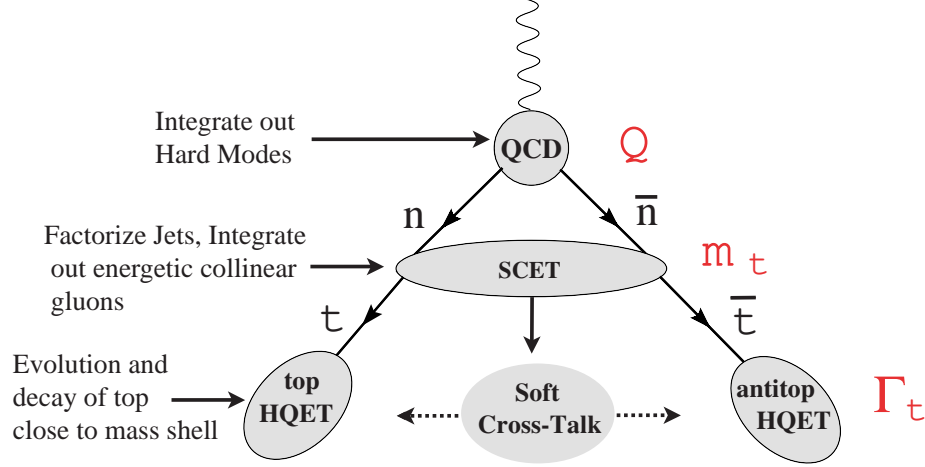 Integrate out
Hard Modes
QCD
Q
n
n̄
Factorize Jets, Integrate
out energetic collinear
gluons
SCET
m t
t
t̄
Evolution and
decay of top
close to mass shell
top
HQET
Soft
Cross-Talk
antitop
HQET
Γt